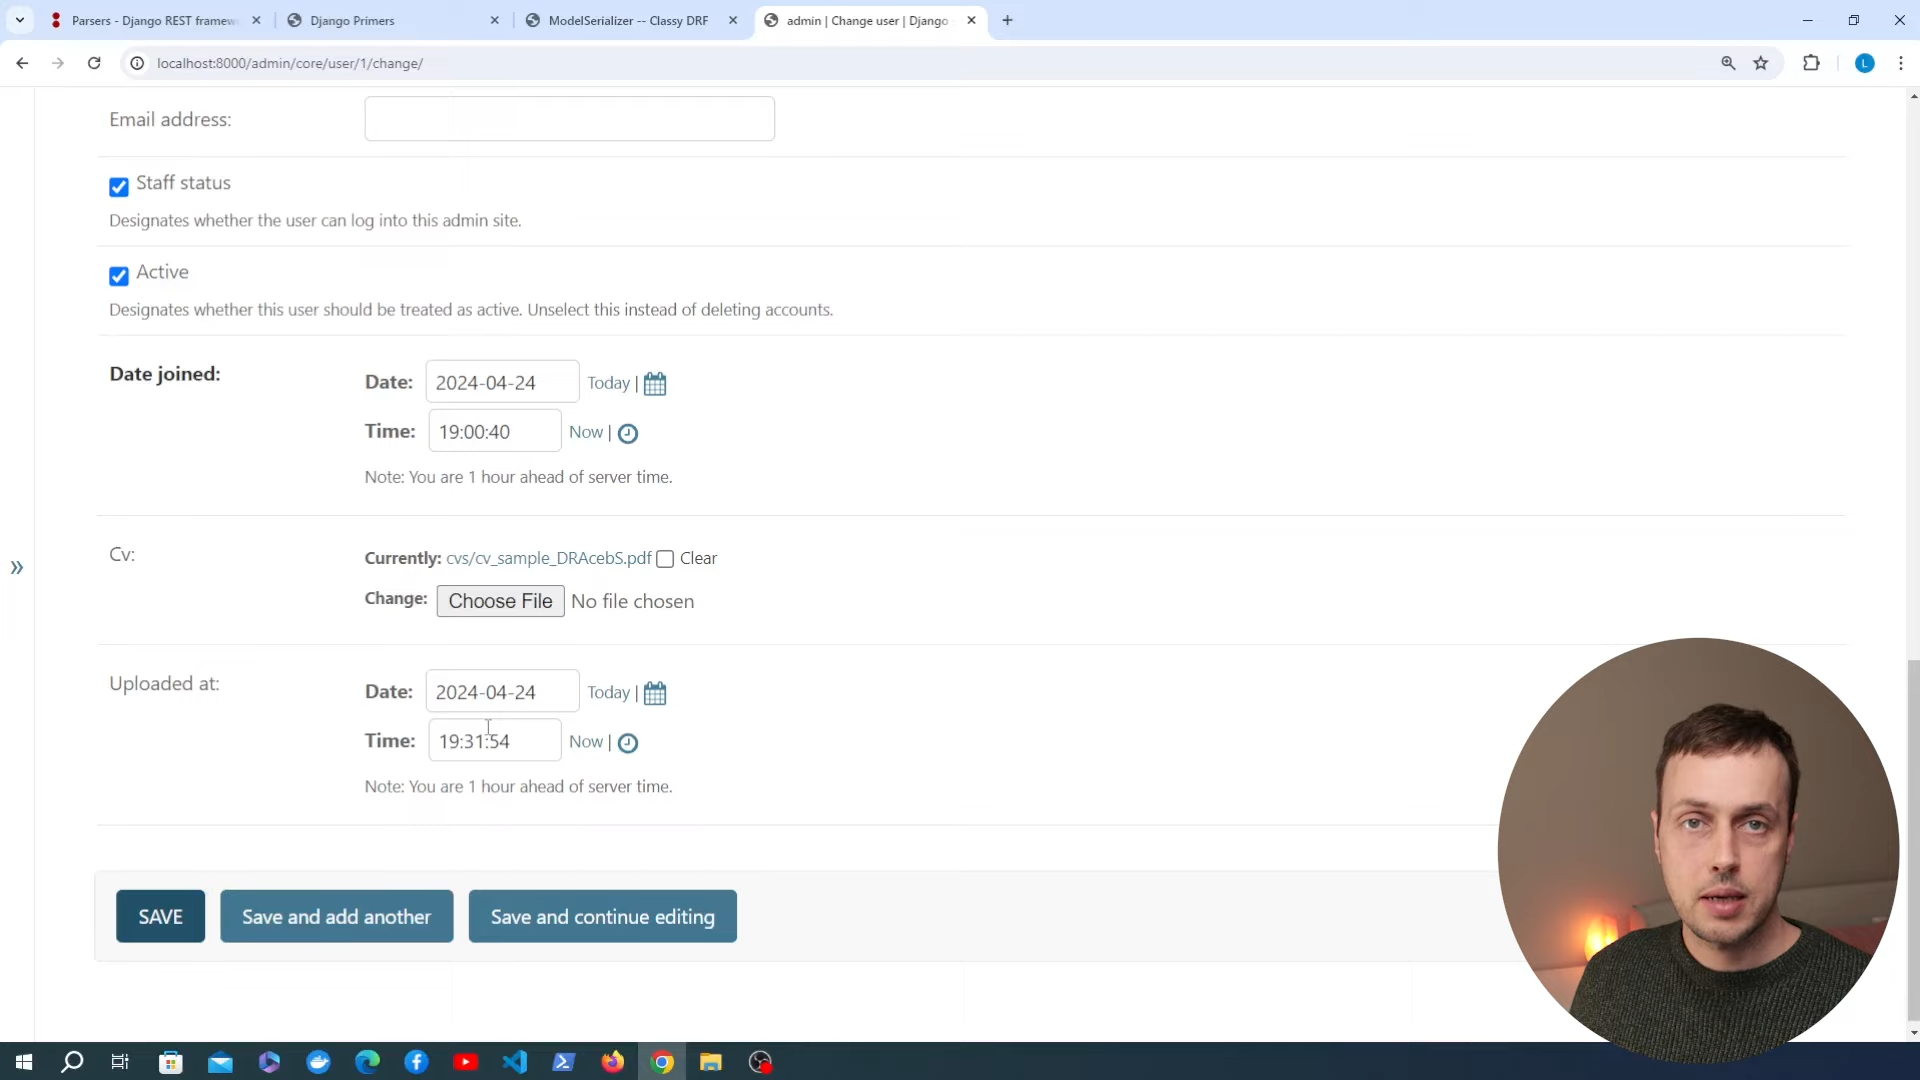 Parsers - Django REST framew
Django Primers
ModelSerializer -- Classy DRF
admin | Change user | Django
localhost:8000/admin/core/user/1/change/
L
Email address:
Staff status
Designates whether the user can log into this admin site.
Active
Designates whether this user should be treated as active. Unselect this instead of deleting accounts.
Date joined:
Date: 2024-04-24 Today |
Time: 19:00:40 Now |
Note: You are 1 hour ahead of server time.
Cv:
Currently: cvs/cv_sample_DRAcebS.pdf Clear
Change: Choose File No file chosen
»
Uploaded at:
Date: 2024-04-24 Today |
Time: 19:31:54 Now |
Note: You are 1 hour ahead of server time.
SAVE Save and add another Save and continue editing